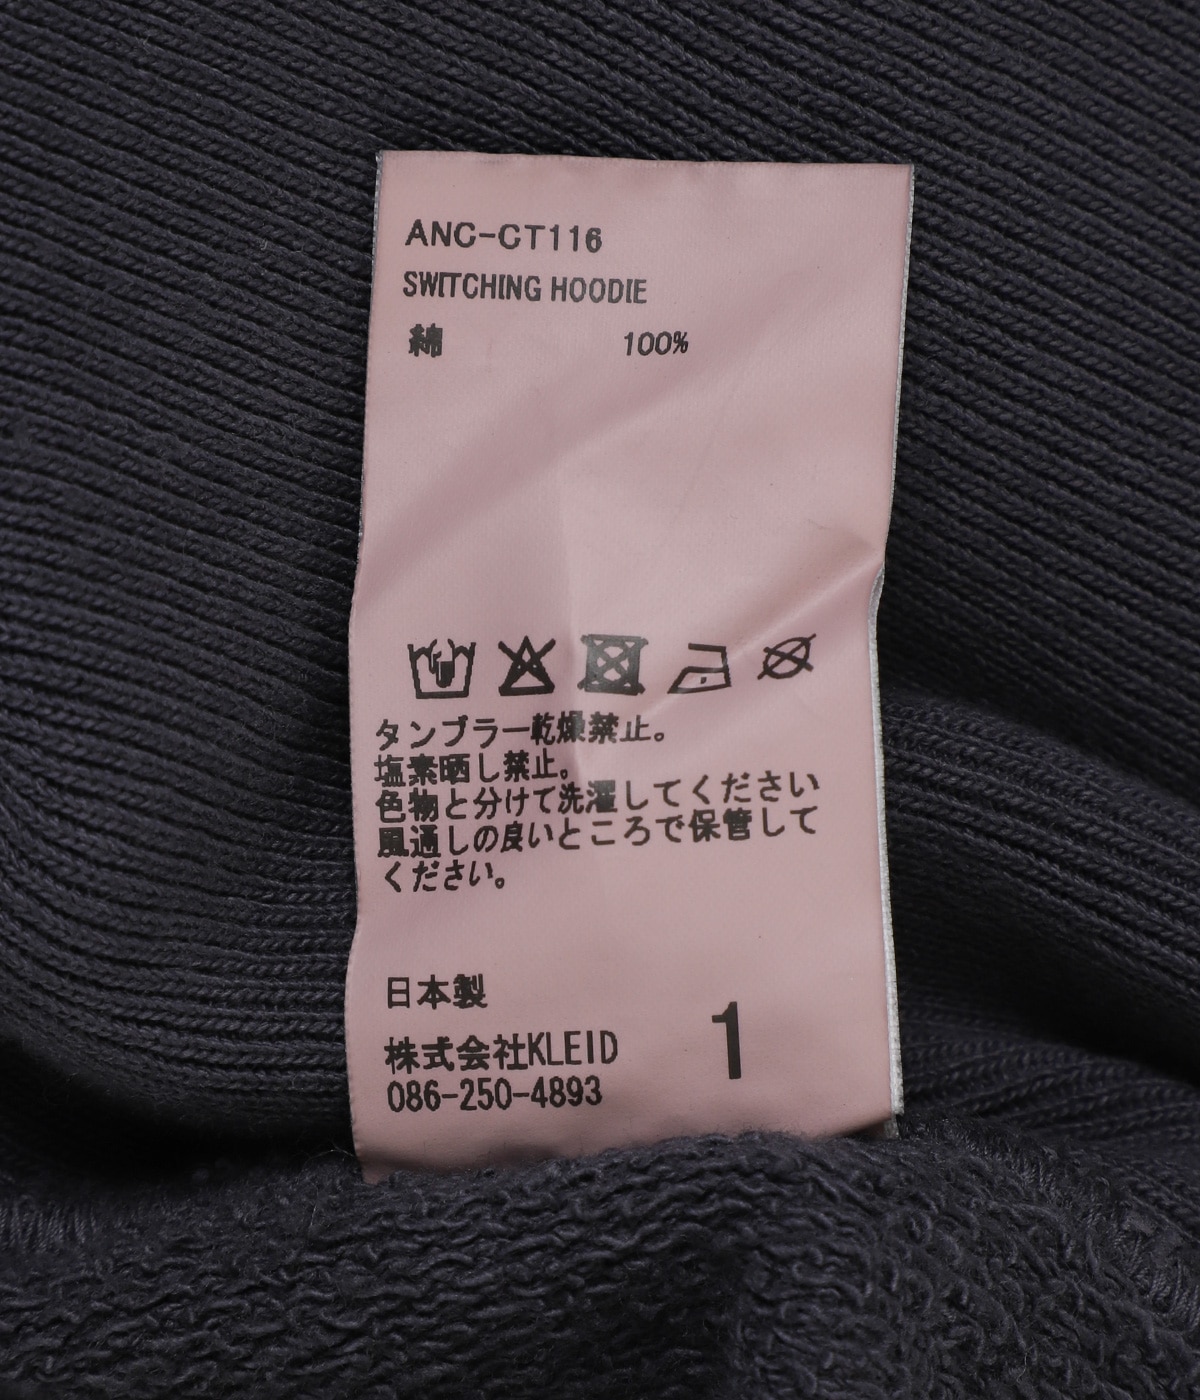 ANC-CT116
SWITCHING HOODIE
綿 100%
タンブラー乾燥禁止。
塩素晒し禁止。
色物と分けて洗濯してください
風通しの良いところで保管して
ください。
日本製
株式会社KLEID
086-250-4893
1